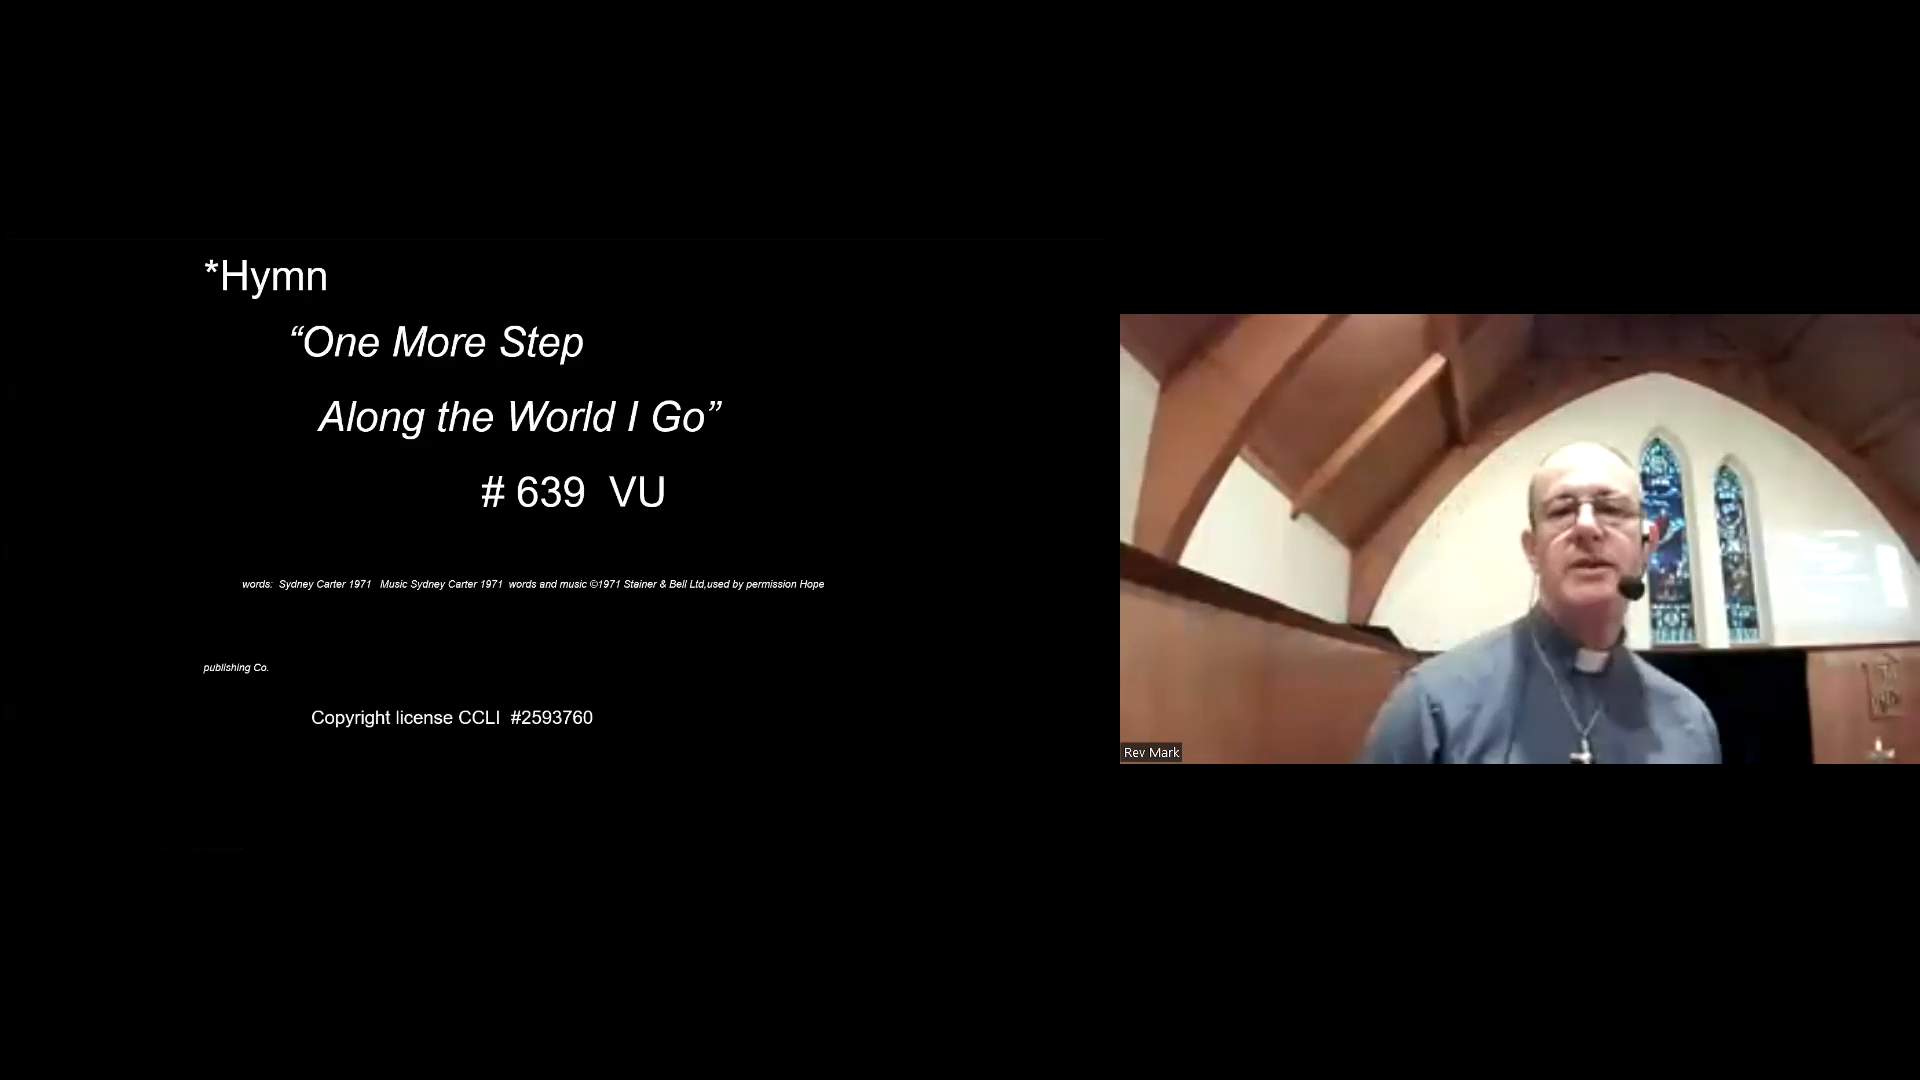 *Hymn
“One More Step
Along the World I Go”
# 639 VU
words: Sydney Carter 1971 Music Sydney Carter 1971 words and music ©1971 Stainer & Bell Ltd,used by permission Hope
publishing Co.
Copyright license CCLI #2593760
Rev Mark